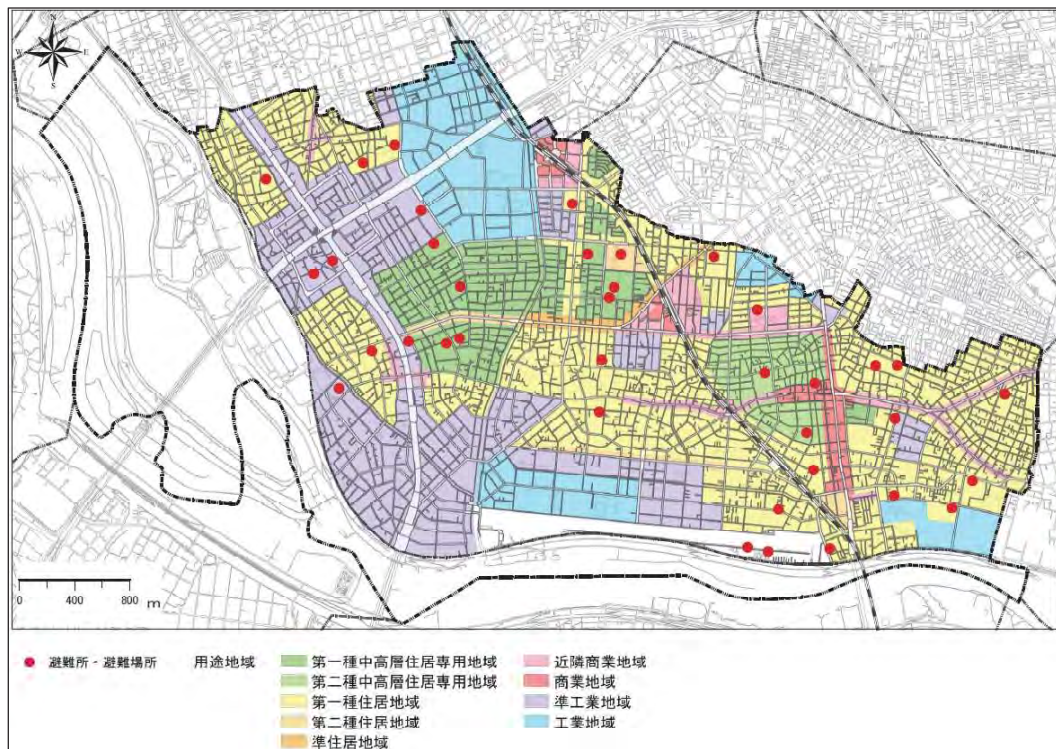 N
W E
S
0 400 800 m
避難所・避難場所
用途地域
第一種中高層住居専用地域
第二種中高層住居専用地域
第一種住居地域
第二種住居地域
準住居地域
近隣商業地域
商業地域
準工業地域
工業地域